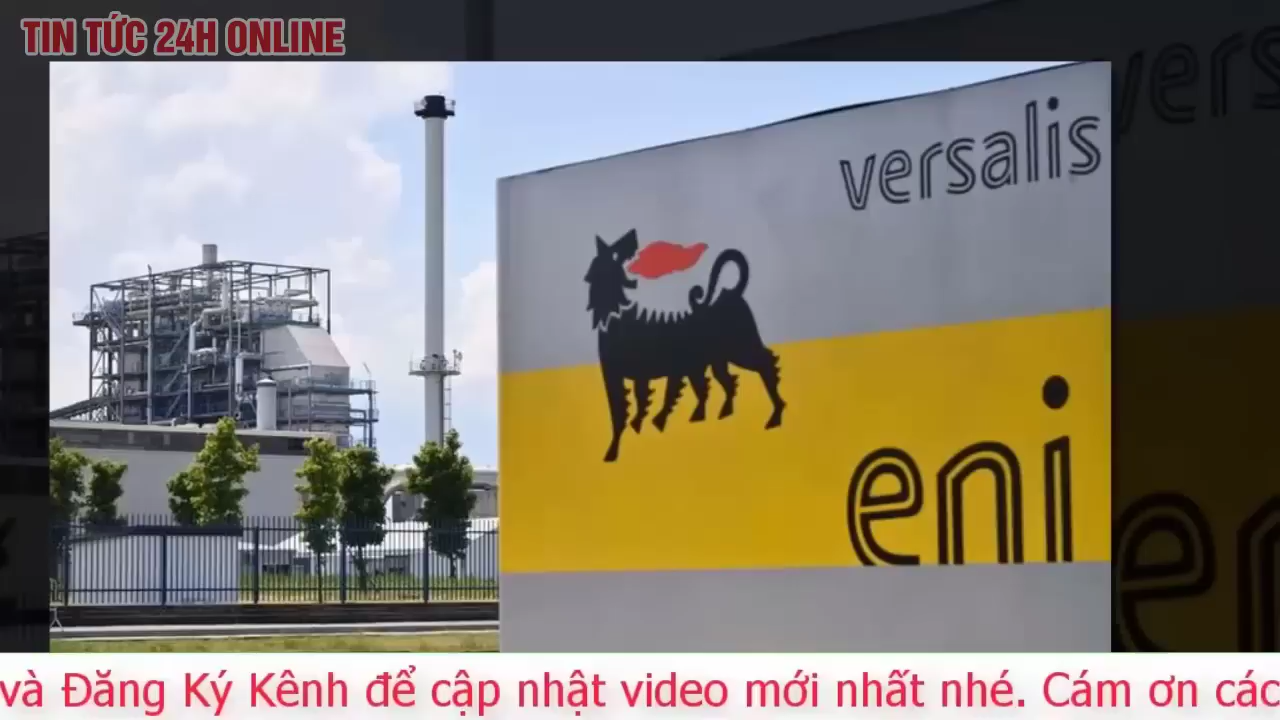 TIN TỨC 24H ONLINE
versalis
eni
và Đăng Ký Kênh để cập nhật video mới nhất nhé. Cám ơn các